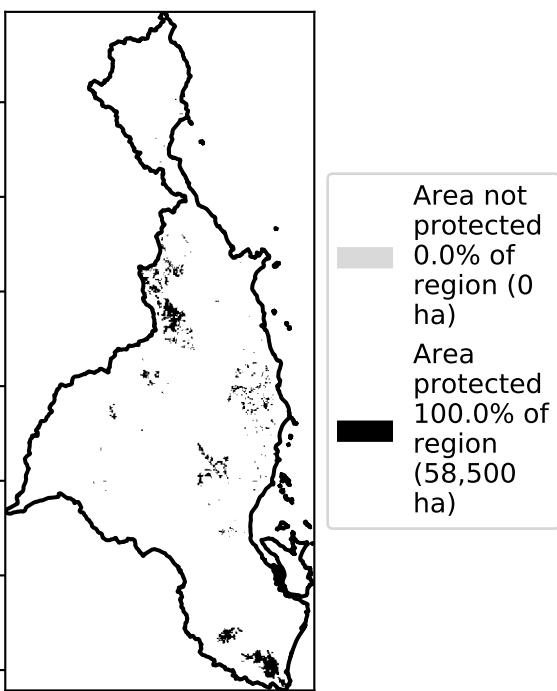 Area not
protected
0.0% of
region (0
ha)
Area
protected
100.0% of
region
(58,500
ha)